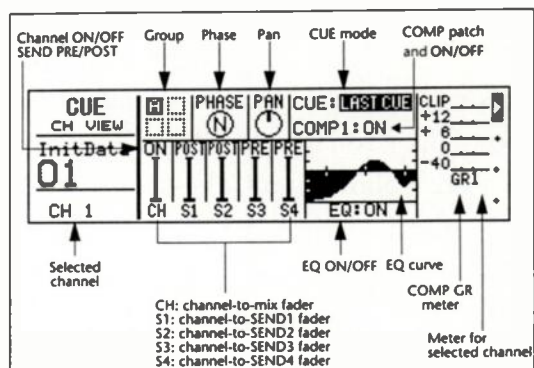 Channel ON/OFF
SEND PRE/POST
Group
Phase
Pan
CUE mode
COMP patch
and ON/OFF
CUE
CH VIEW
InitData
01
CH 1
PHASE
N
PAN
CUE: LAST CUE
COMP1: ON
ON
POST
POST
PRE
PRE
CH
S1
S2
S3
S4
EQ: ON
CLIP
+12
+ 6
0
-40
GR1
Selected
channel
EQ ON/OFF
EQ curve
COMP GR
meter
Meter for
selected channel
CH: channel-to-mix fader
S1: channel-to-SEND1 fader
S2: channel-to-SEND2 fader
S3: channel-to-SEND3 fader
S4: channel-to-SEND4 fader